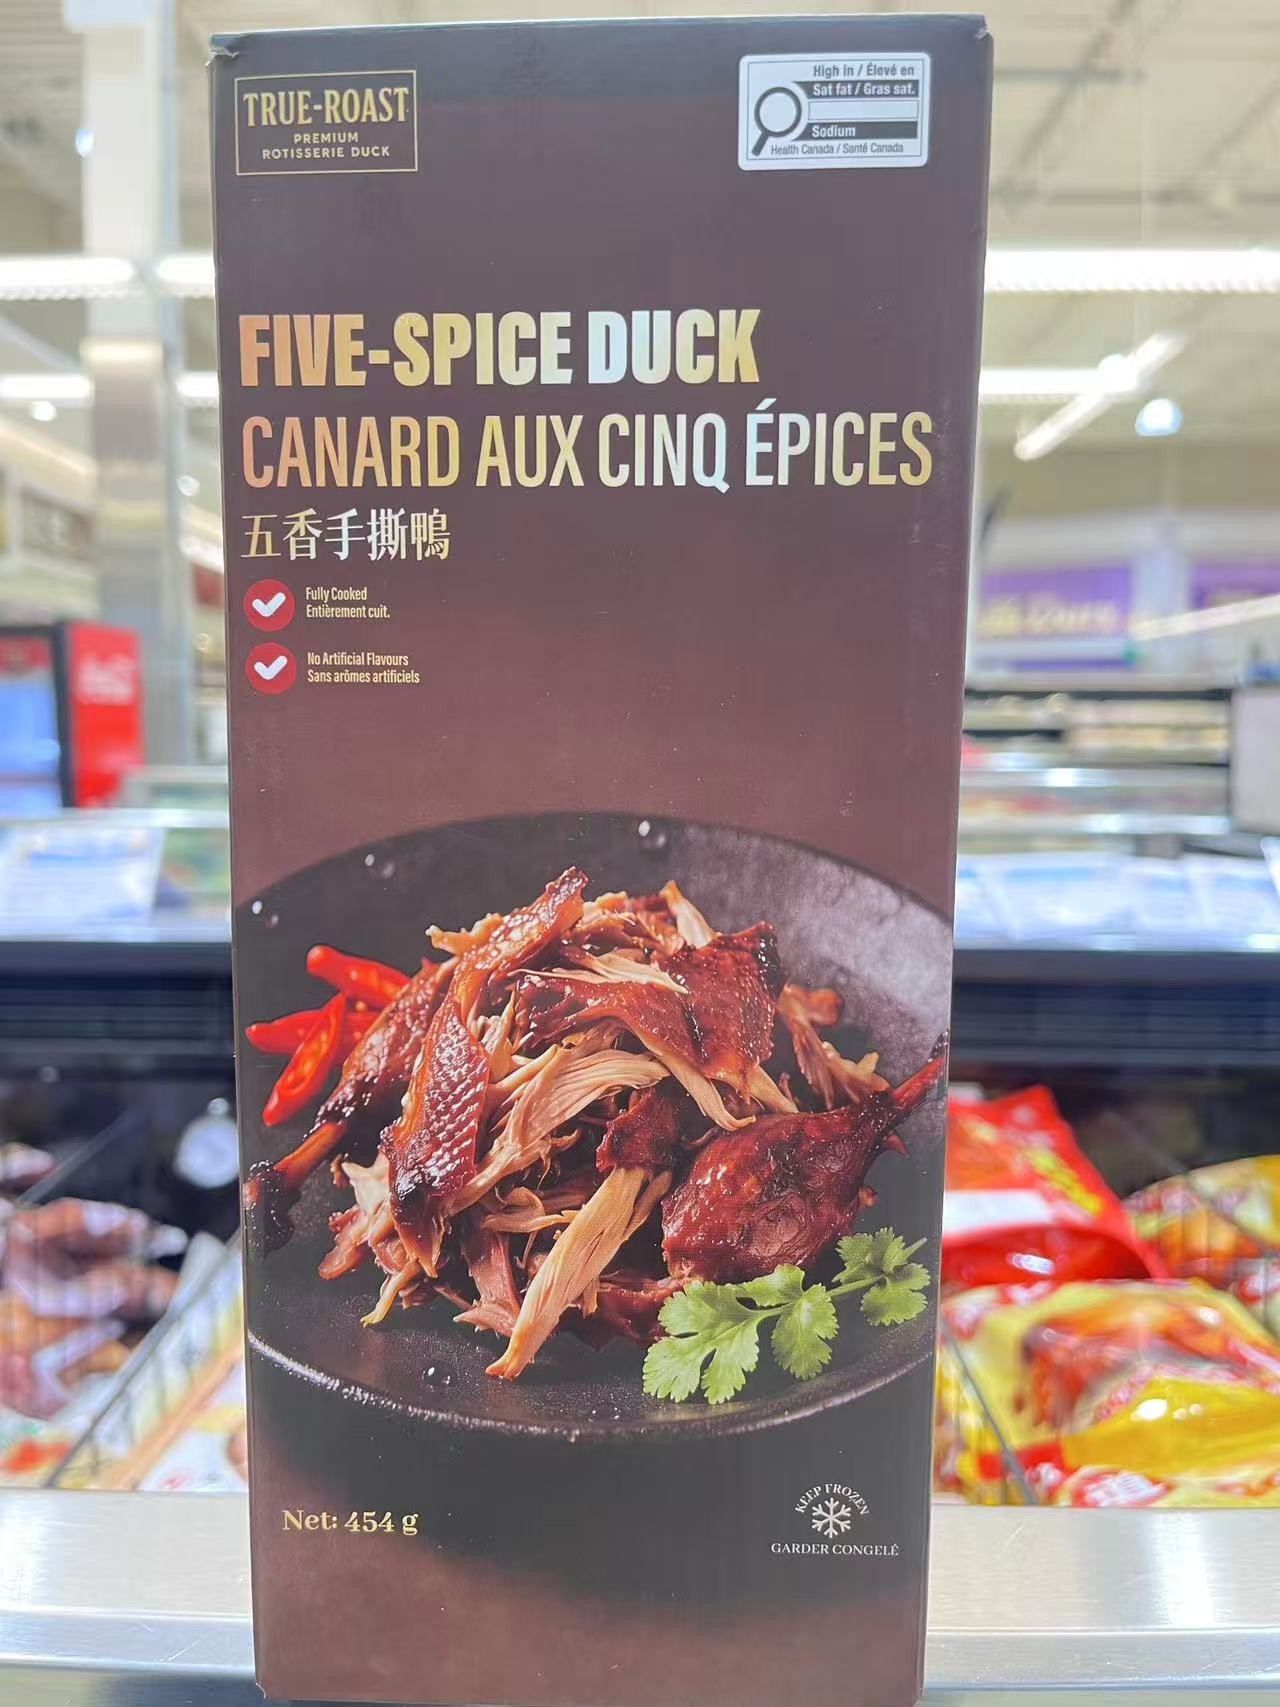 TRUE-ROAST
PREMIUM
ROTISSERIE DUCK
High in / Élevé en
Sat fat / Gras sat.
Sodium
Health Canada / Santé Canada
FIVE-SPICE DUCK
CANARD AUX CINQ ÉPICES
五香手撕鴨
Fully Cooked
Entièrement cuit.
No Artificial Flavours
Sans arômes artificiels
Net: 454 g
KEEP FROZEN
GARDER CONGELÉ